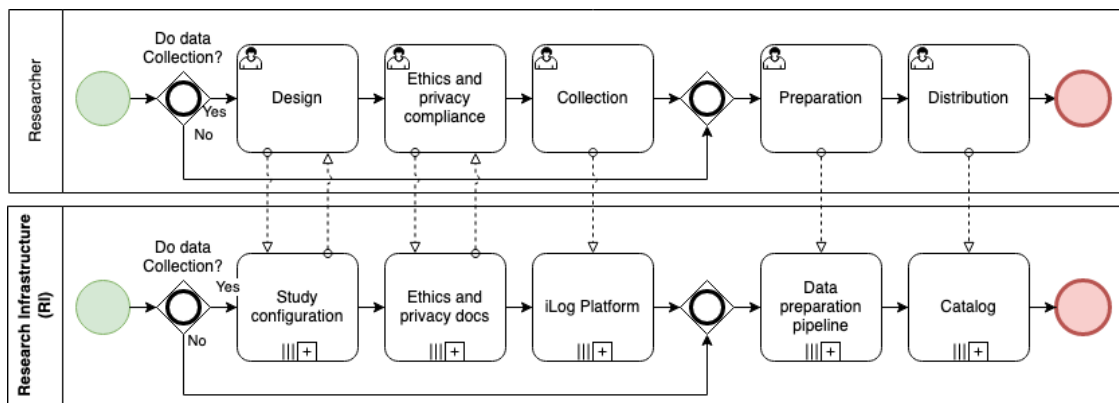 Researcher
Do data
Collection?
Yes
No
Design
Ethics and
privacy
compliance
Collection
Preparation
Distribution
Research Infrastructure
(RI)
Do data
Collection?
Yes
No
Study
configuration
Ethics and
privacy docs
iLog Platform
Data
preparation
pipeline
Catalog